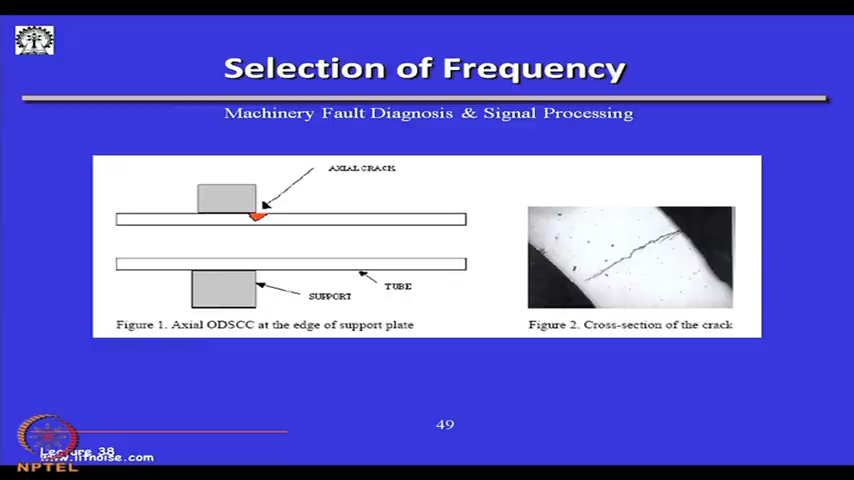 Selection of Frequency
Machinery Fault Diagnosis & Signal Processing
AXIAL CRACK
TUBE
SUPPORT
Figure 1. Axial ODSCC at the edge of support plate
Figure 2. Cross-section of the crack
49
Lecture 38
www.iitnoise.com
NPTEL